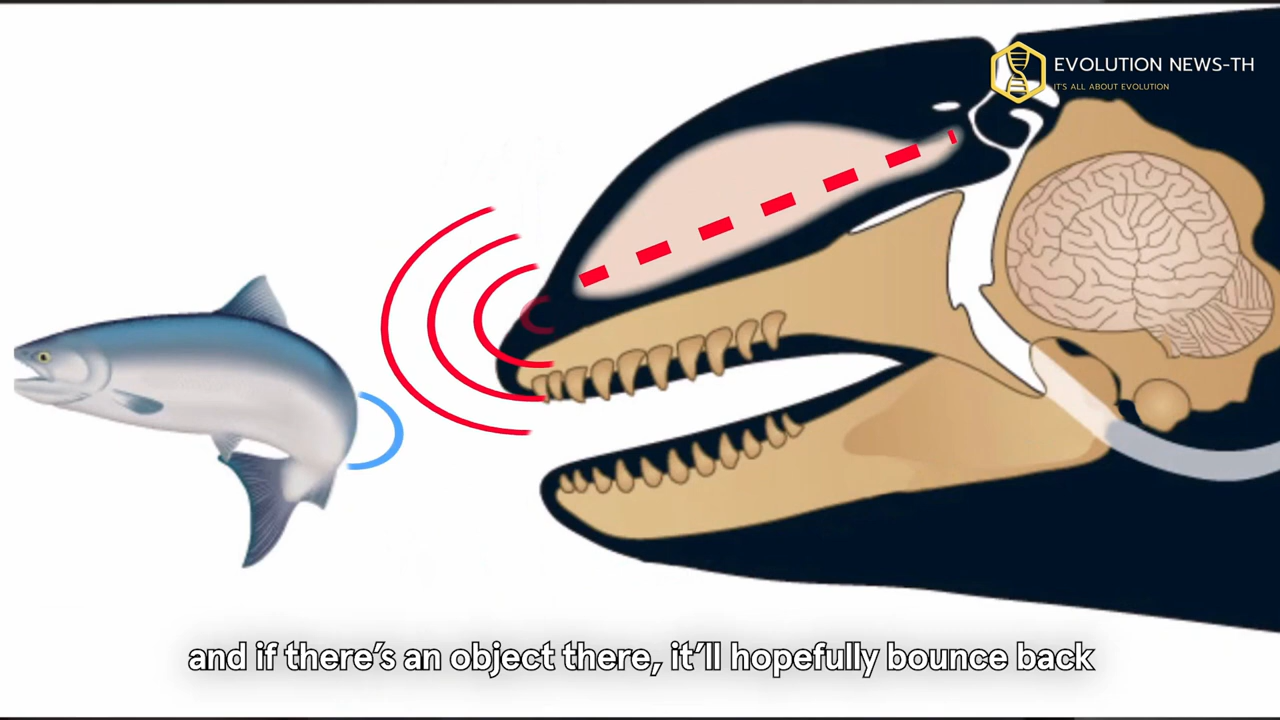 EVOLUTION NEWS-TH
IT'S ALL ABOUT EVOLUTION
and if there's an object there, it'll hopefully bounce back